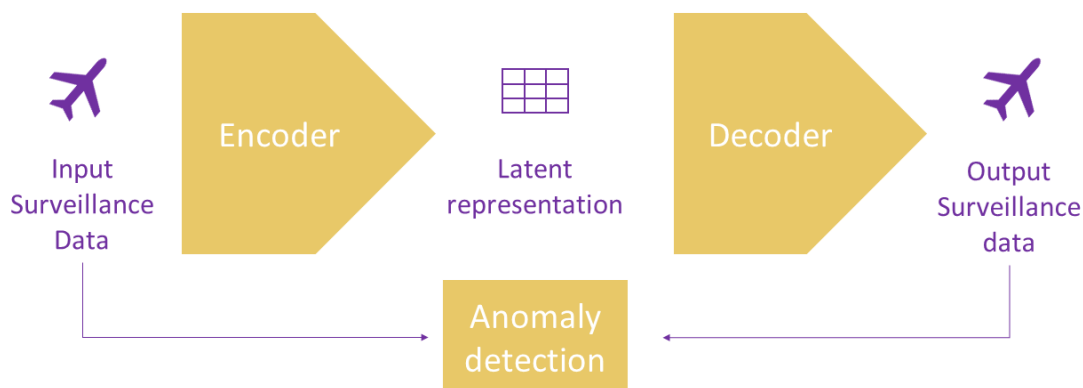 Encoder
Decoder
Input
Surveillance
Data
Latent
representation
Output
Surveillance
data
Anomaly
detection